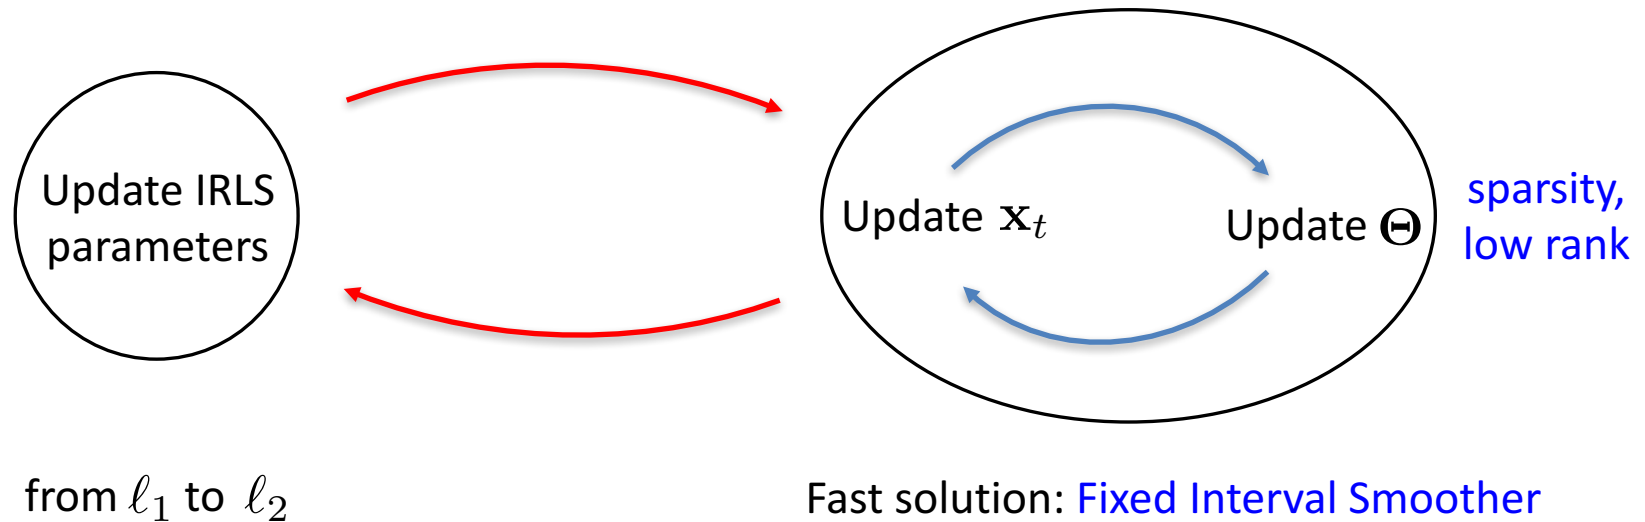 Update IRLS
parameters
Update 𝐱ₜ
Update 𝚯
sparsity,
low rank
from ℓ₁ to ℓ₂
Fast solution: Fixed Interval Smoother